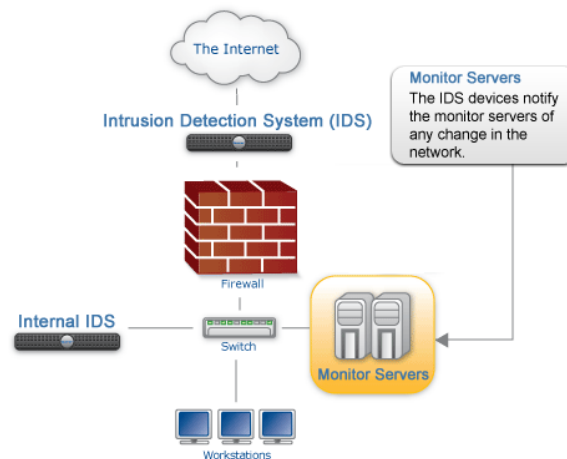 The Internet
Intrusion Detection System (IDS)
Monitor Servers
The IDS devices notify
the monitor servers of
any change in the
network.
Firewall
Internal IDS
Switch
Monitor Servers
Workstations